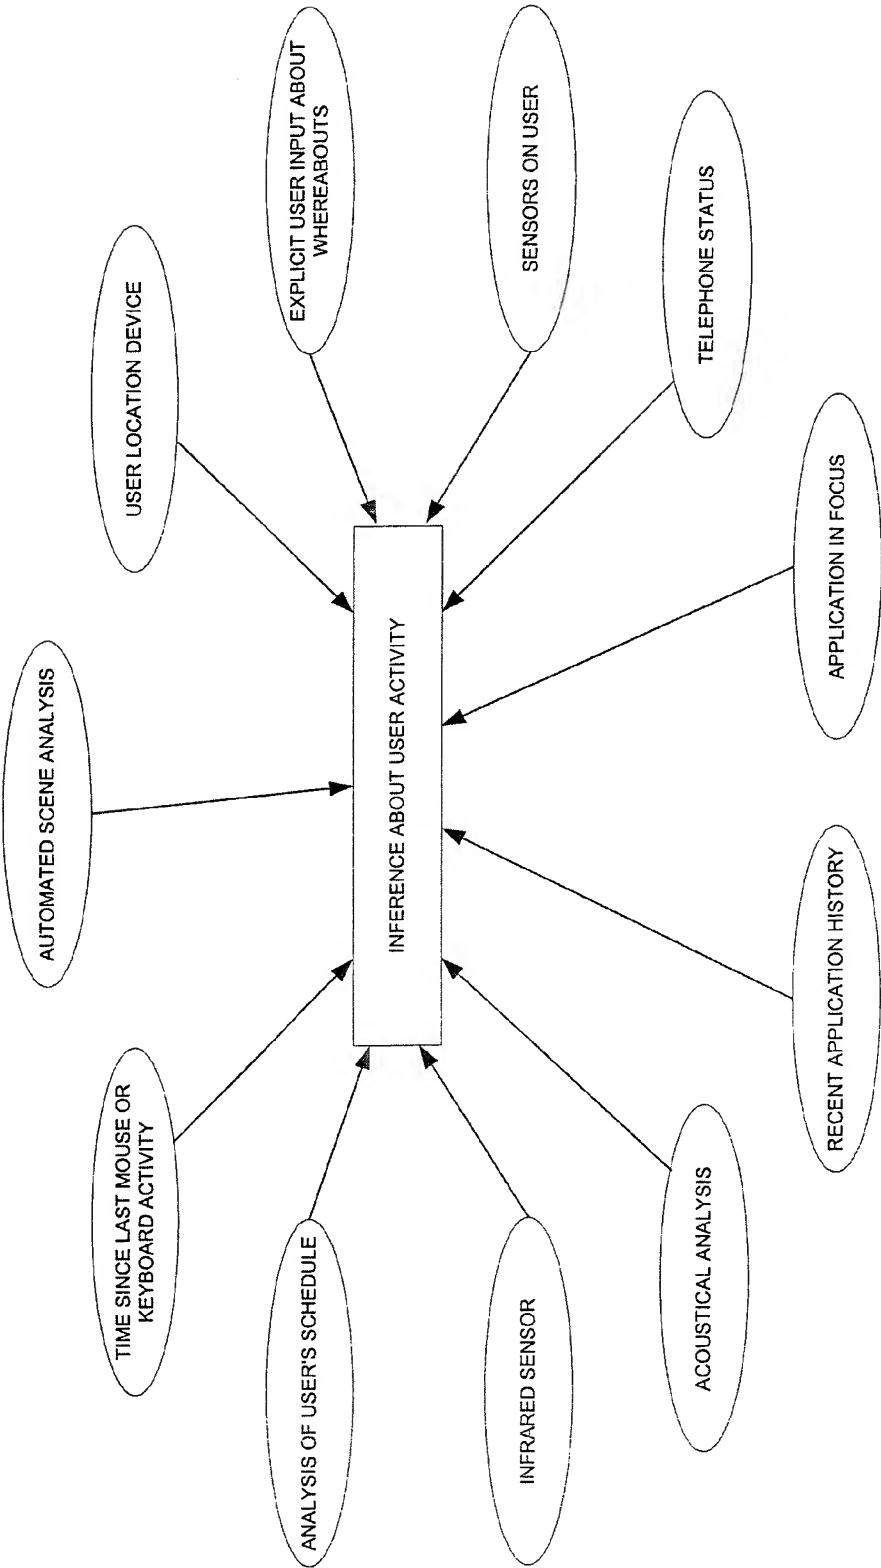 AUTOMATED SCENE ANALYSIS
TIME SINCE LAST MOUSE OR
KEYBOARD ACTIVITY
USER LOCATION DEVICE
ANALYSIS OF USER'S SCHEDULE
EXPLICIT USER INPUT ABOUT
WHEREABOUTS
INFERENCE ABOUT USER ACTIVITY
INFRARED SENSOR
SENSORS ON USER
ACOUSTICAL ANALYSIS
TELEPHONE STATUS
RECENT APPLICATION HISTORY
APPLICATION IN FOCUS